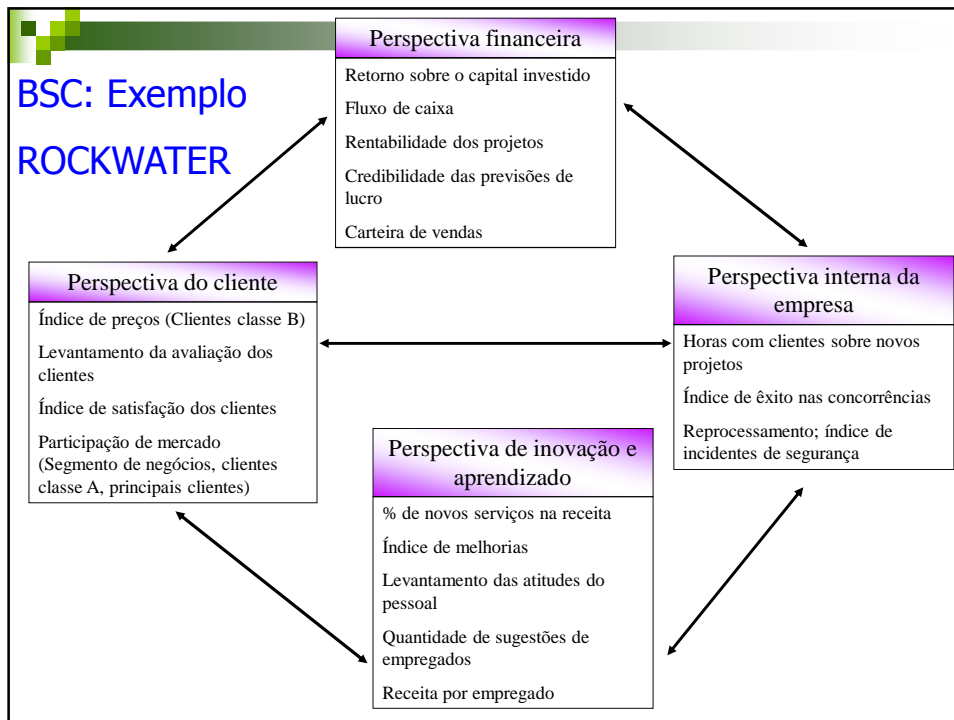 BSC: Exemplo
ROCKWATER
Perspectiva financeira
Retorno sobre o capital investido
Fluxo de caixa
Rentabilidade dos projetos
Credibilidade das previsões de
lucro
Carteira de vendas
Perspectiva do cliente
Índice de preços (Clientes classe B)
Levantamento da avaliação dos
clientes
Índice de satisfação dos clientes
Participação de mercado
(Segmento de negócios, clientes
classe A, principais clientes)
Perspectiva interna da
empresa
Horas com clientes sobre novos
projetos
Índice de êxito nas concorrências
Reprocessamento; índice de
incidentes de segurança
Perspectiva de inovação e
aprendizado
% de novos serviços na receita
Índice de melhorias
Levantamento das atitudes do
pessoal
Quantidade de sugestões de
empregados
Receita por empregado